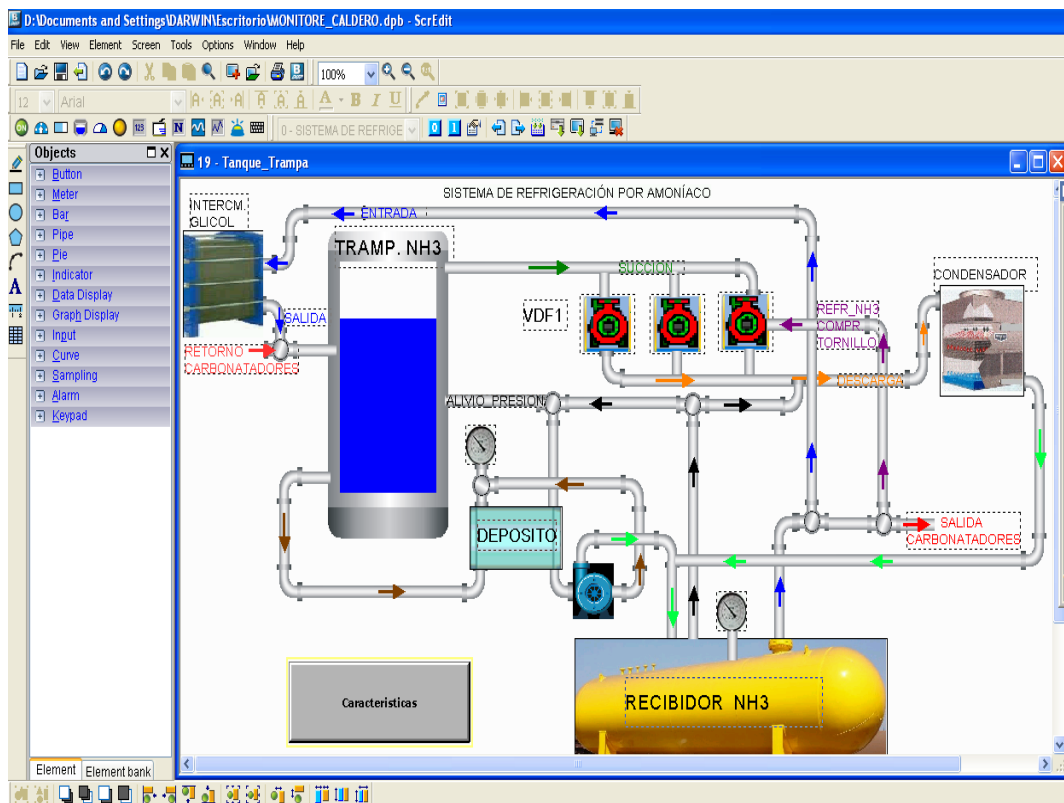 D:\Documents and Settings\DARWIN\Escritorio\MONITORE_CALDERO.dpb - ScrEdit
File Edit View Element Screen Tools Options Window Help
100%
12 Arial
A B I U
0 - SISTEMA DE REFRIGE
Objects
Button
Meter
Bar
Pipe
Pie
Indicator
Data Display
Graph Display
Input
Curve
Sampling
Alarm
Keypad
Element Element bank
19 - Tanque_Trampa
SISTEMA DE REFRIGERACIÓN POR AMONÍACO
INTERCM.
GLICOL
ENTRADA
TRAMP. NH3
SUCCION
CONDENSADOR
VDF1
REFR_NH3
COMPR
TORNILLO
SALIDA
RETORNO
CARBONATADORES
DESCARGA
ALIVIO_PRESION
DEPOSITO
SALIDA
CARBONATADORES
RECIBIDOR NH3
Caracteristicas